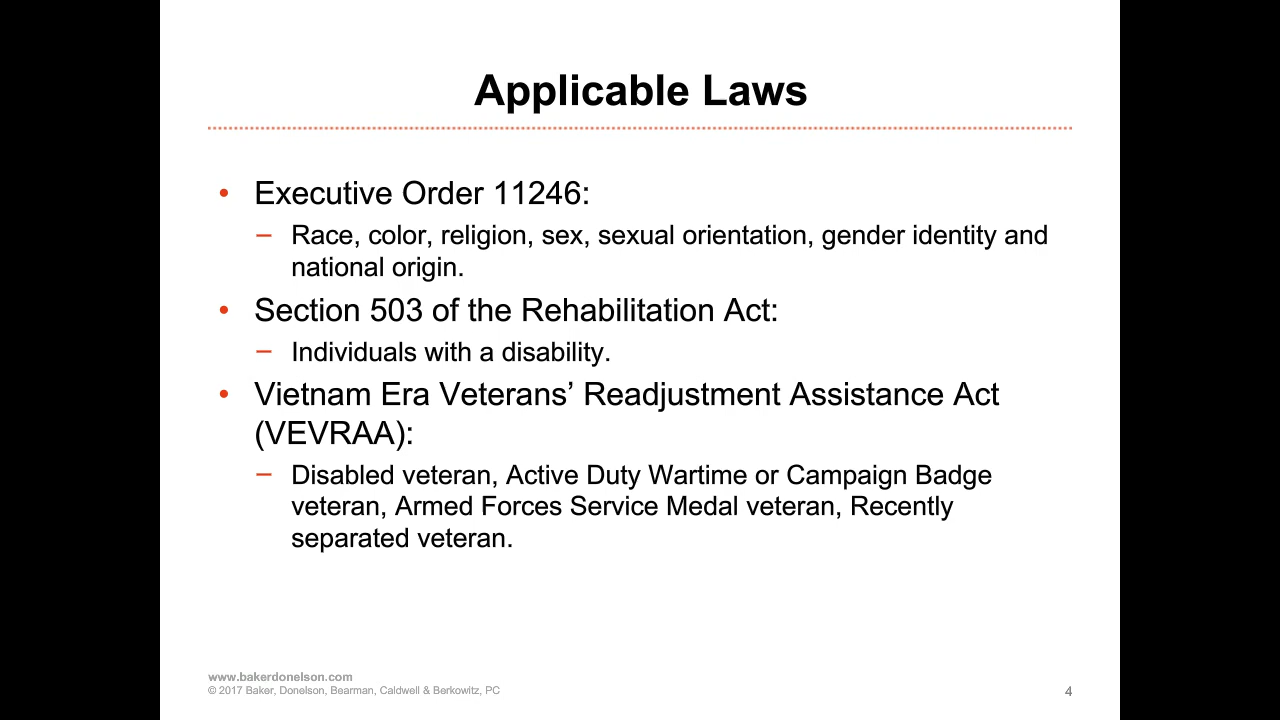 Applicable Laws
• Executive Order 11246:
– Race, color, religion, sex, sexual orientation, gender identity and
national origin.
• Section 503 of the Rehabilitation Act:
– Individuals with a disability.
• Vietnam Era Veterans’ Readjustment Assistance Act
(VEVRAA):
– Disabled veteran, Active Duty Wartime or Campaign Badge
veteran, Armed Forces Service Medal veteran, Recently
separated veteran.
www.bakerdonelson.com
© 2017 Baker, Donelson, Bearman, Caldwell & Berkowitz, PC
4